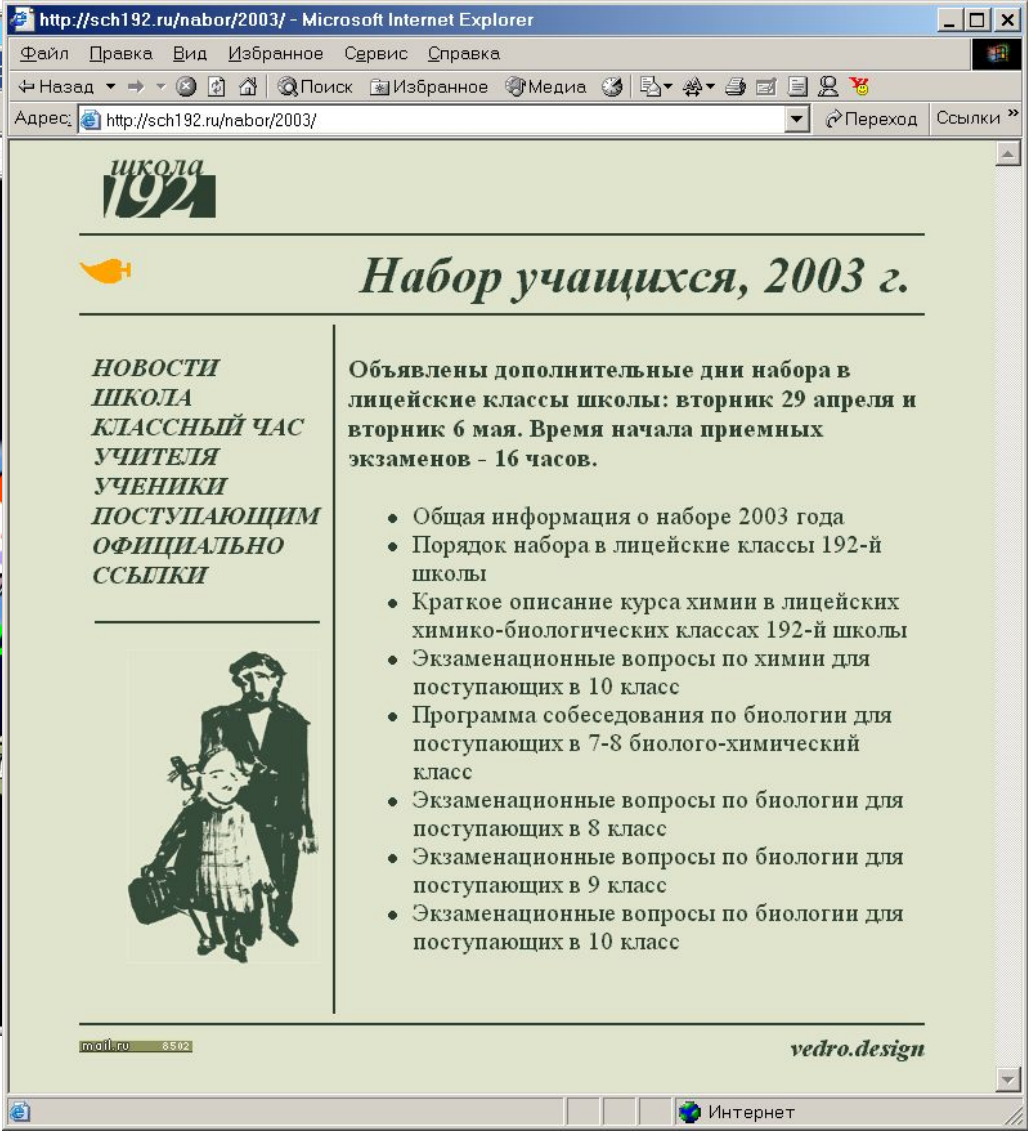 http://sch192.ru/nabor/2003/ - Microsoft Internet Explorer
Файл Правка Вид Избранное Сервис Справка
Назад Поиск Избранное Медиа
Адрес: http://sch192.ru/nabor/2003/ Переход Ссылки »
школа
192
Набор учащихся, 2003 г.
НОВОСТИ
ШКОЛА
КЛАССНЫЙ ЧАС
УЧИТЕЛЯ
УЧЕНИКИ
ПОСТУПАЮЩИМ
ОФИЦИАЛЬНО
ССЫЛКИ
Объявлены дополнительные дни набора в
лицейские классы школы: вторник 29 апреля и
вторник 6 мая. Время начала приемных
экзаменов - 16 часов.
• Общая информация о наборе 2003 года
• Порядок набора в лицейские классы 192-й
школы
• Краткое описание курса химии в лицейских
химико-биологических классах 192-й школы
• Экзаменационные вопросы по химии для
поступающих в 10 класс
• Программа собеседования по биологии для
поступающих в 7-8 биолого-химический
класс
• Экзаменационные вопросы по биологии для
поступающих в 8 класс
• Экзаменационные вопросы по биологии для
поступающих в 9 класс
• Экзаменационные вопросы по биологии для
поступающих в 10 класс
mail.ru 8502
vedro.design
Интернет